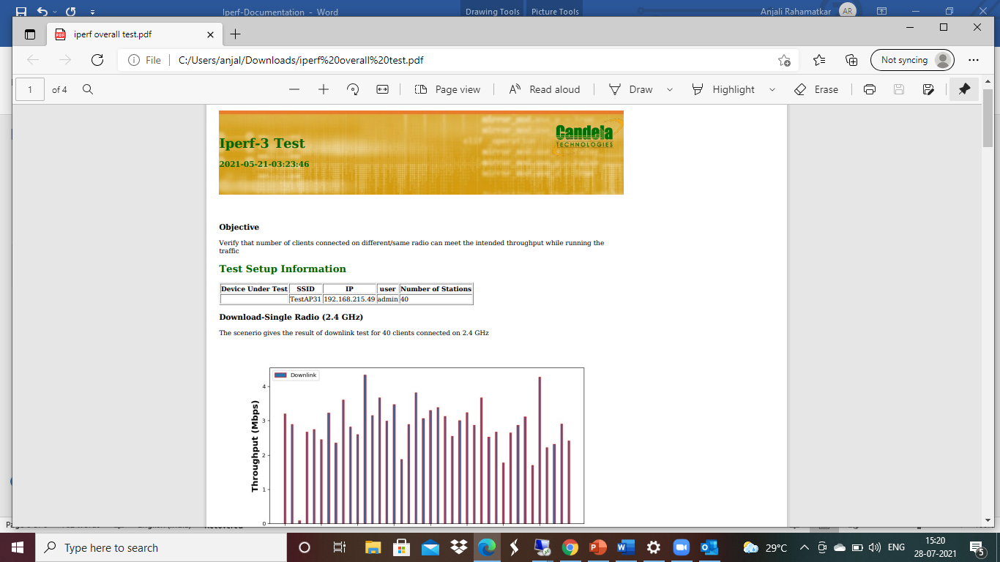 Iperf-Documentation - Word
Drawing Tools
Picture Tools
Anjali Rahamatkar
AR
iperf overall test.pdf
File
C:/Users/anjal/Downloads/iperf%20overall%20test.pdf
Not syncing
1 of 4
Page view
Read aloud
Draw
Highlight
Erase
Iperf-3 Test
2021-05-21-03:23:46
Candela
TECHNOLOGIES
Objective
Verify that number of clients connected on different/same radio can meet the intended throughput while running the
traffic
Test Setup Information
Device Under Test SSID IP user Number of Stations
TestAP31 192.168.215.49 admin 40
Download-Single Radio (2.4 GHz)
The scenerio gives the result of downlink test for 40 clients connected on 2.4 GHz
Downlink
Throughput (Mbps)
4
3
2
1
0
Type here to search
29°C
ENG
15:20
28-07-2021
5